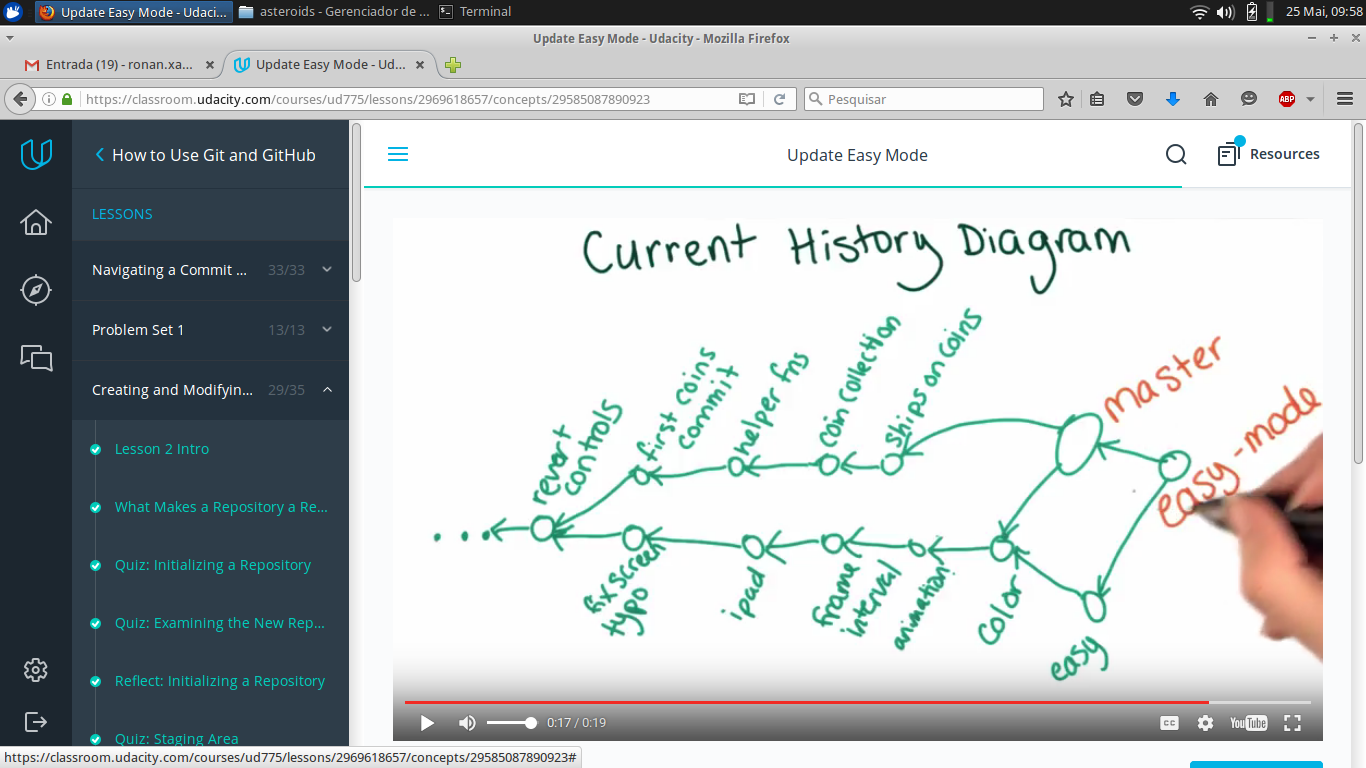 Update Easy Mode - Udaci...
asteroids - Gerenciador de ...
Terminal
25 Mai, 09:58
Update Easy Mode - Udacity - Mozilla Firefox
Entrada (19) - ronan.xa...
Update Easy Mode - Ud...
https://classroom.udacity.com/courses/ud775/lessons/2969618657/concepts/29585087890923
Pesquisar
ABP
How to Use Git and GitHub
Update Easy Mode
Resources
LESSONS
Navigating a Commit ... 33/33
Problem Set 1 13/13
Creating and Modifyin... 29/35
Lesson 2 Intro
What Makes a Repository a Re...
Quiz: Initializing a Repository
Quiz: Examining the New Rep...
Reflect: Initializing a Repository
Quiz: Staging Area
Current History Diagram
revert
controls
first coins
commit
helper fns
coin collection
ships on coins
master
easy-mode
fix screen
typo
ipad
frame
interval
animation
color
easy
0:17 / 0:19
CC
YouTube
https://classroom.udacity.com/courses/ud775/lessons/2969618657/concepts/29585087890923#